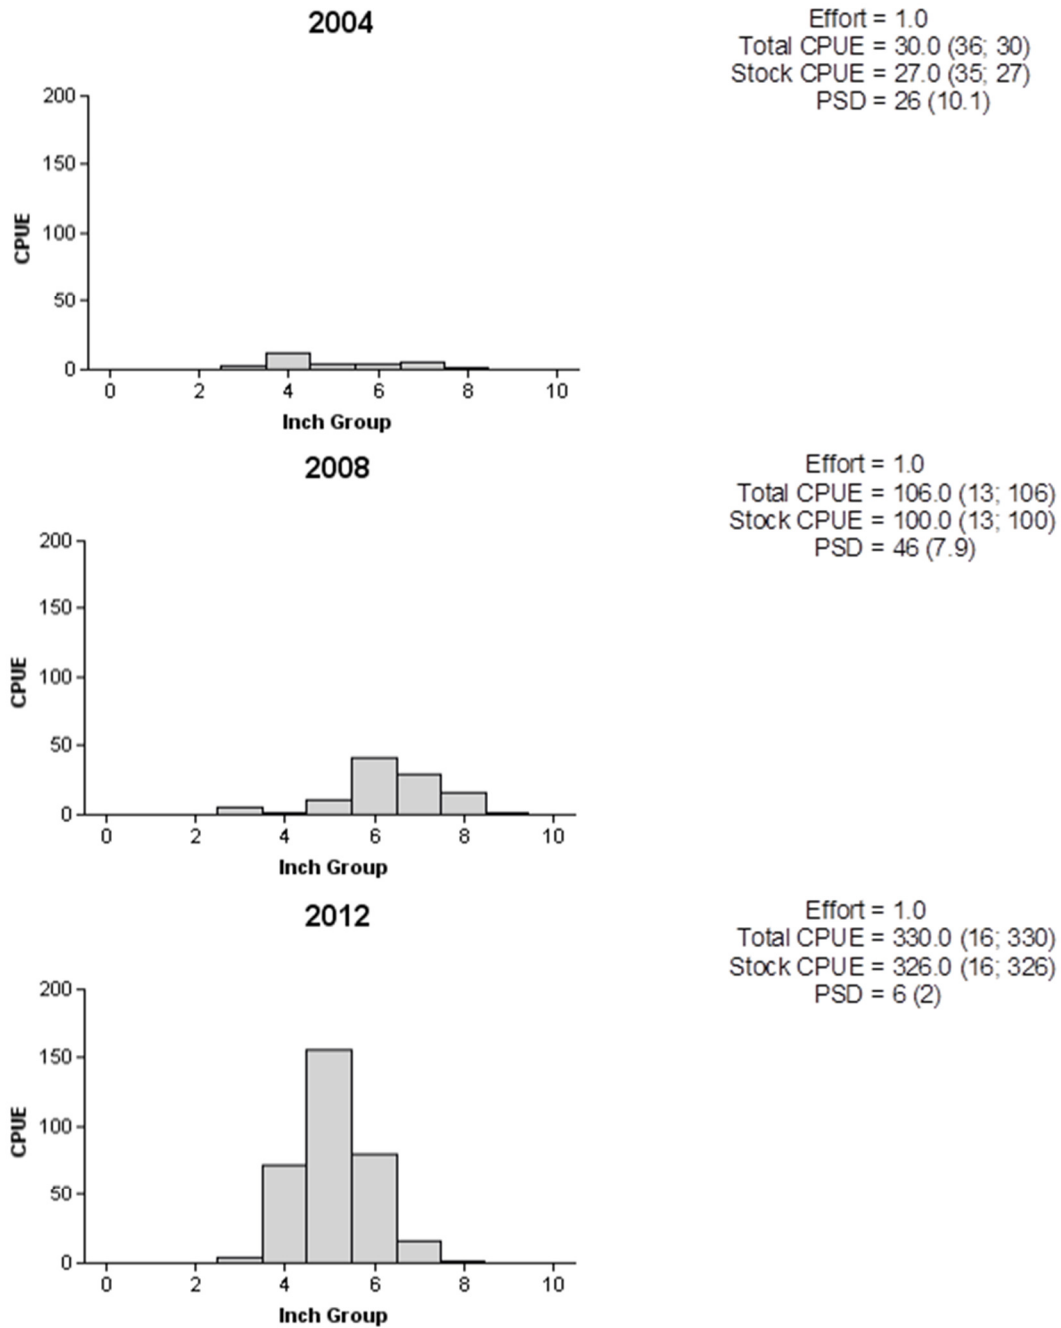 2004
Effort = 1.0
Total CPUE = 30.0 (36; 30)
Stock CPUE = 27.0 (35; 27)
PSD = 26 (10.1)
200
150
100
50
0
CPUE
0 2 4 6 8 10
Inch Group
2008
Effort = 1.0
Total CPUE = 106.0 (13; 106)
Stock CPUE = 100.0 (13; 100)
PSD = 46 (7.9)
200
150
100
50
0
CPUE
0 2 4 6 8 10
Inch Group
2012
Effort = 1.0
Total CPUE = 330.0 (16; 330)
Stock CPUE = 326.0 (16; 326)
PSD = 6 (2)
200
150
100
50
0
CPUE
0 2 4 6 8 10
Inch Group